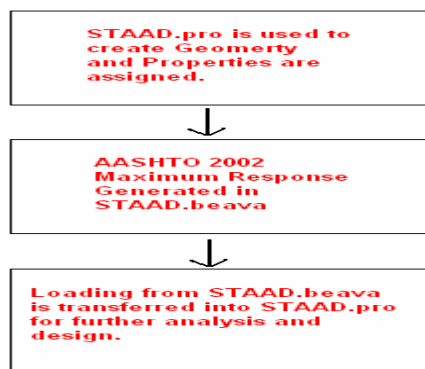 STAAD.pro is used to
create Geomerty
and Properties are
assigned.
AASHTO 2002
Maximum Response
Generated in
STAAD.beava
Loading from STAAD.beava
is transferred into STAAD.pro
for further analysis and
design.